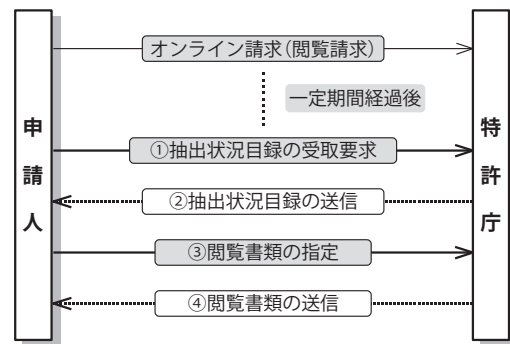 オンライン請求（閲覧請求）
一定期間経過後
申請人
特許庁
①抽出状況目録の受取要求
②抽出状況目録の送信
③閲覧書類の指定
④閲覧書類の送信